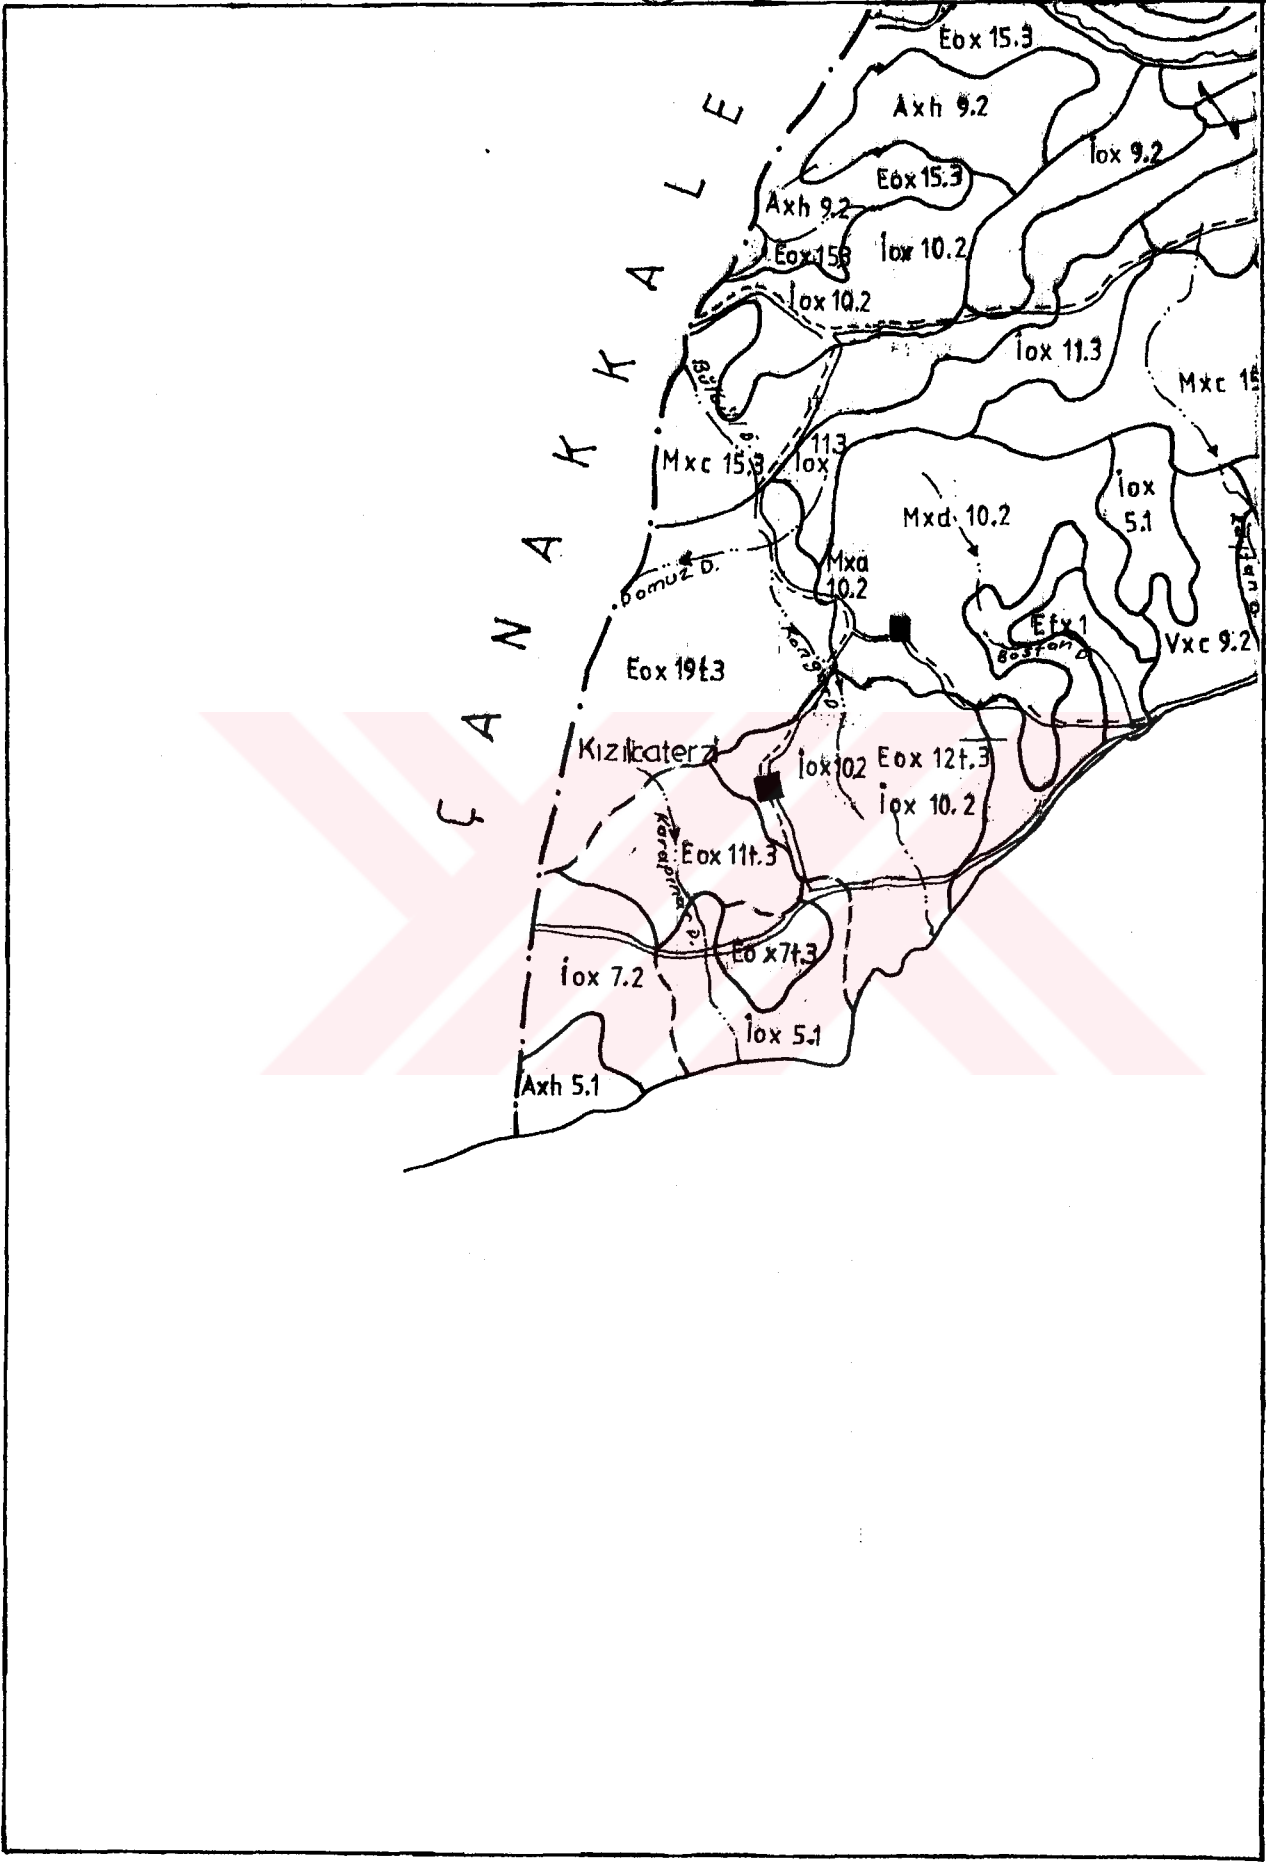 ÇANAKKALE
Eox 15.3
Axh 9.2
İox 9.2
Eox 15.3
Axh 9.2
Eox 15.3
İox 10.2
İox 10.2
İox 11.3
Mxc 15
Mxc 15.3
11.3
İox
İox
5.1
Mxd 10.2
Domuz D.
Mxa
10.2
Efx 1
Bostan D.
Vxc 9.2
Eox 19t.3
Kızılcaterzi
İox 10.2
Eox 12t.3
İox 10.2
Karapınar D.
Eox 11t.3
Eox 7t.3
İox 7.2
İox 5.1
Axh 5.1